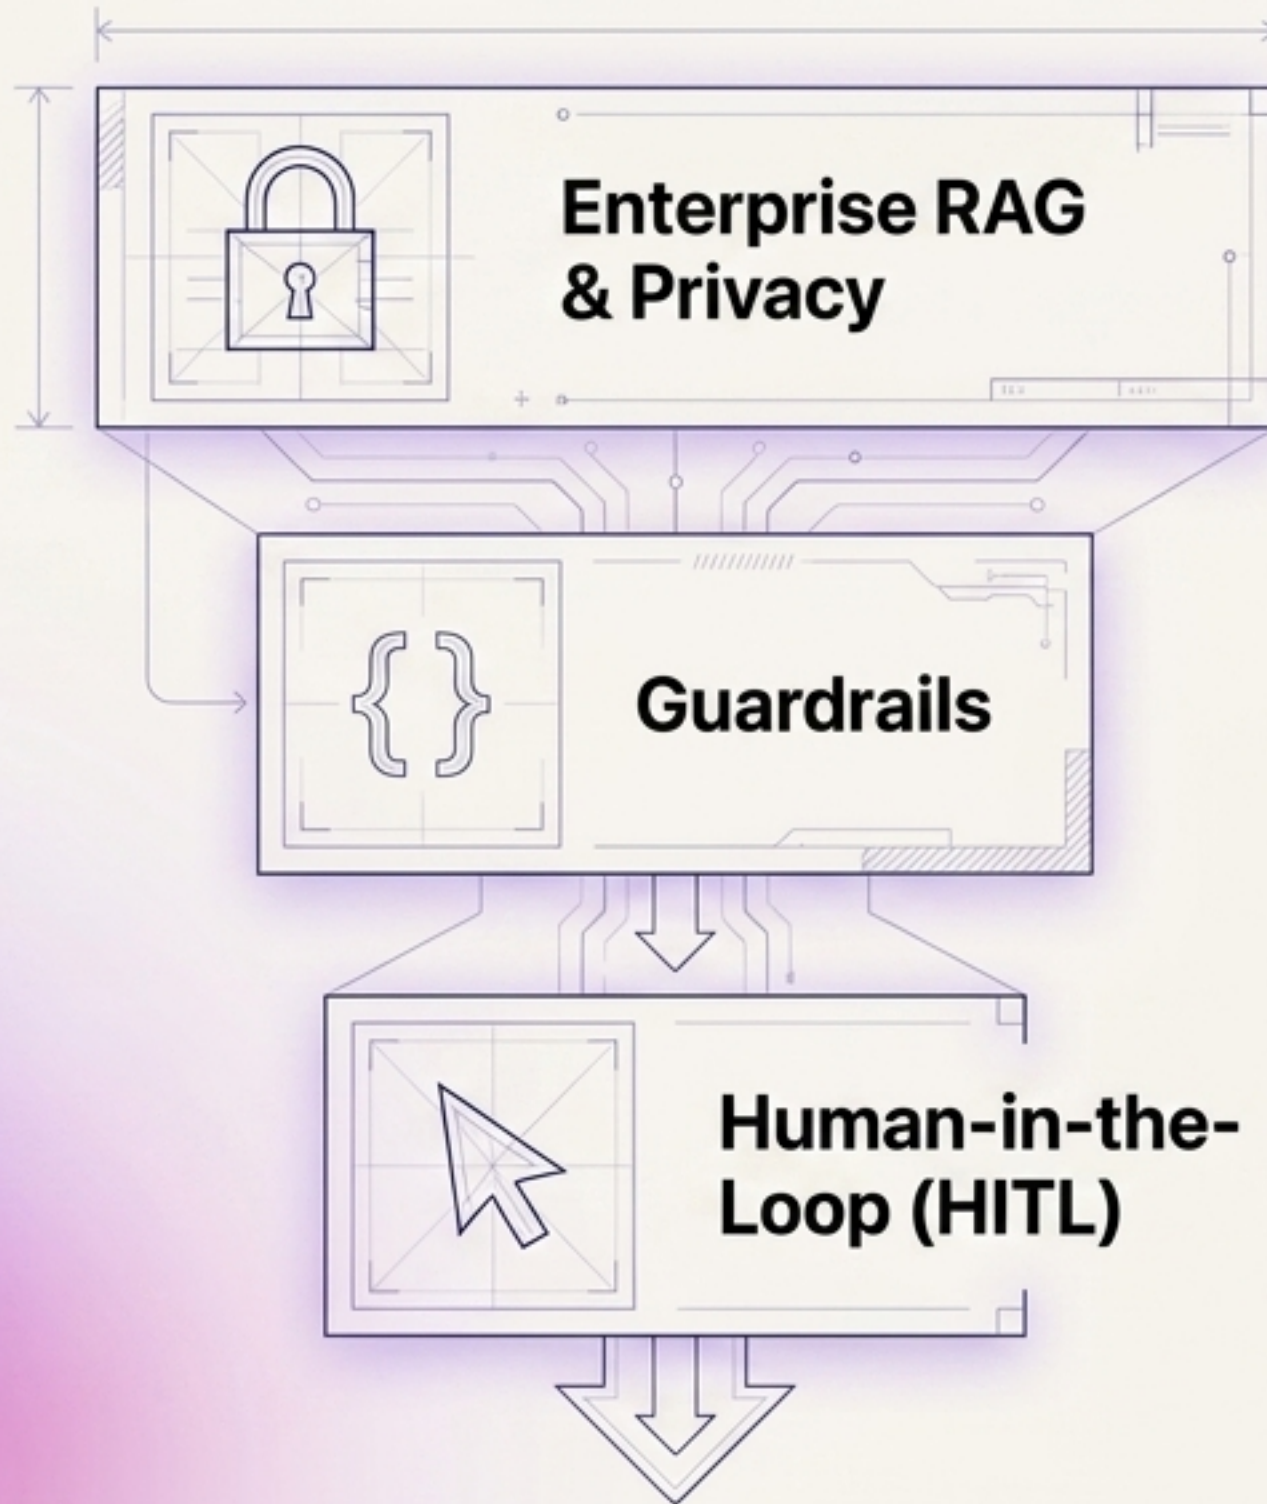 Enterprise RAG
& Privacy
Guardrails
Human-in-the-
Loop (HITL)